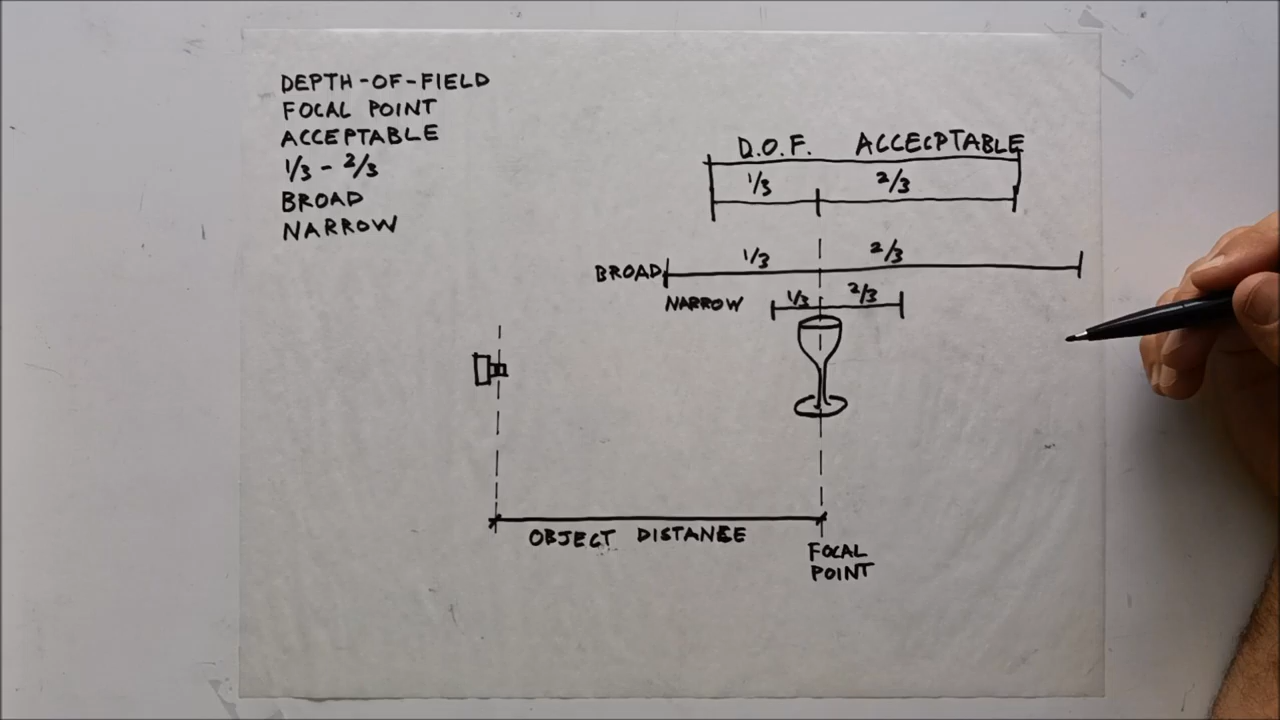 DEPTH-OF-FIELD
FOCAL POINT
ACCEPTABLE
1/3 - 2/3
BROAD
NARROW
D.O.F. ACCECPTABLE
1/3 2/3
BROAD 1/3 2/3
NARROW 1/3 2/3
OBJECT DISTANCE
FOCAL
POINT